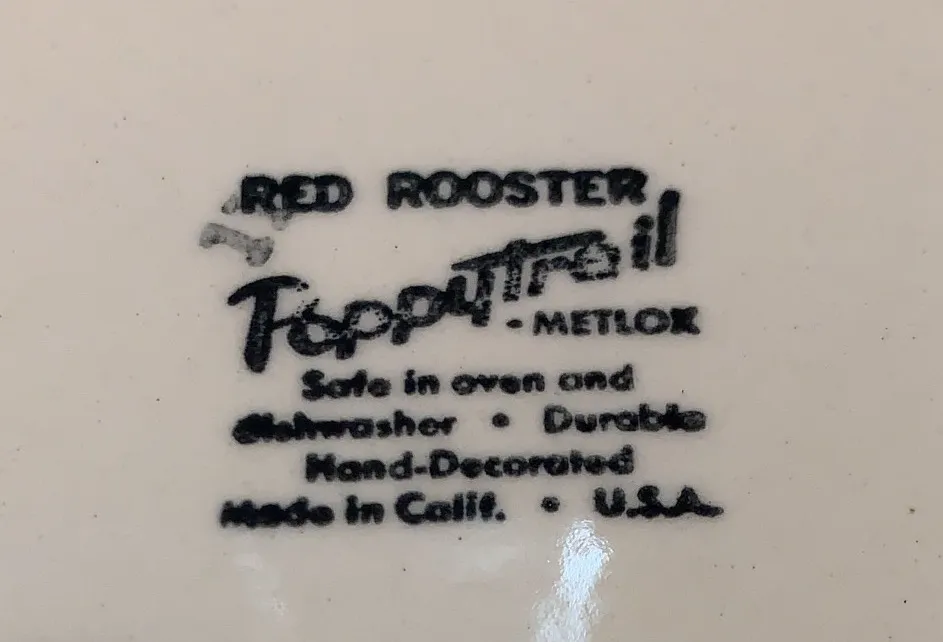 RED ROOSTER
Poppytrail
• METLOX
Safe in oven and
dishwasher • Durable
Hand-Decorated
Made in Calif. • U.S.A.